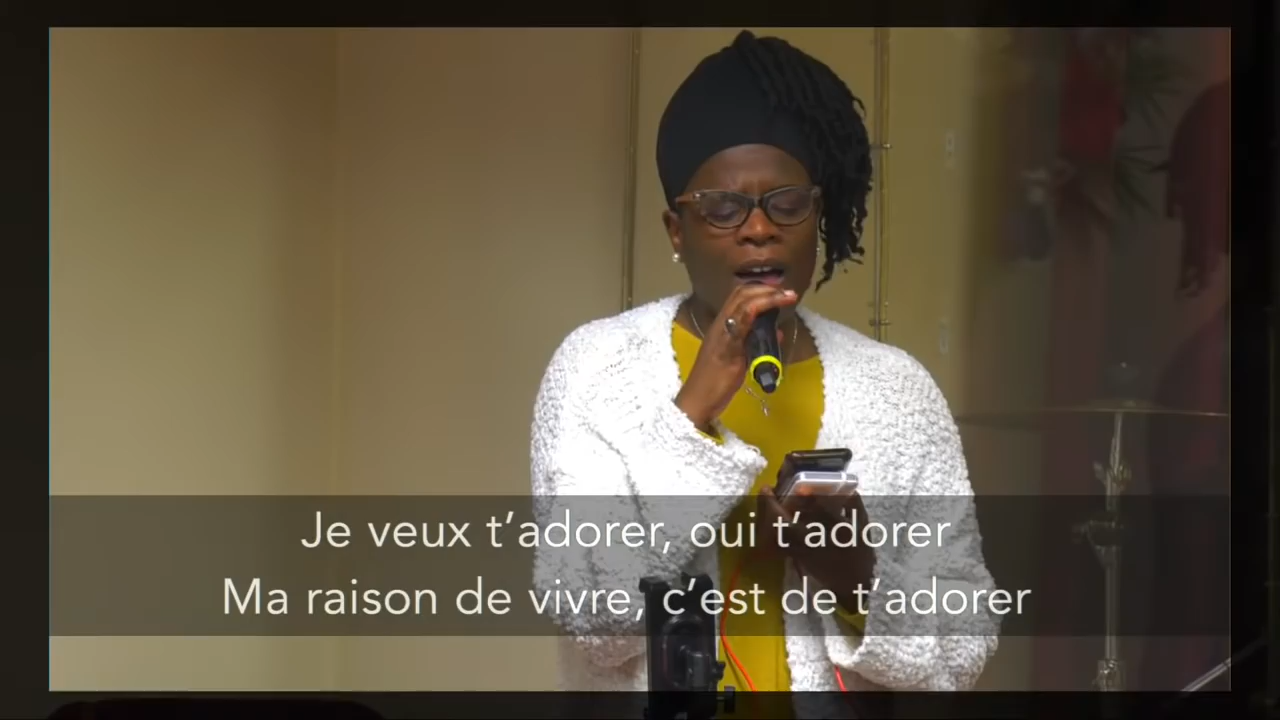 Je veux t’adorer, oui t’adorer
Ma raison de vivre, c’est de t’adorer